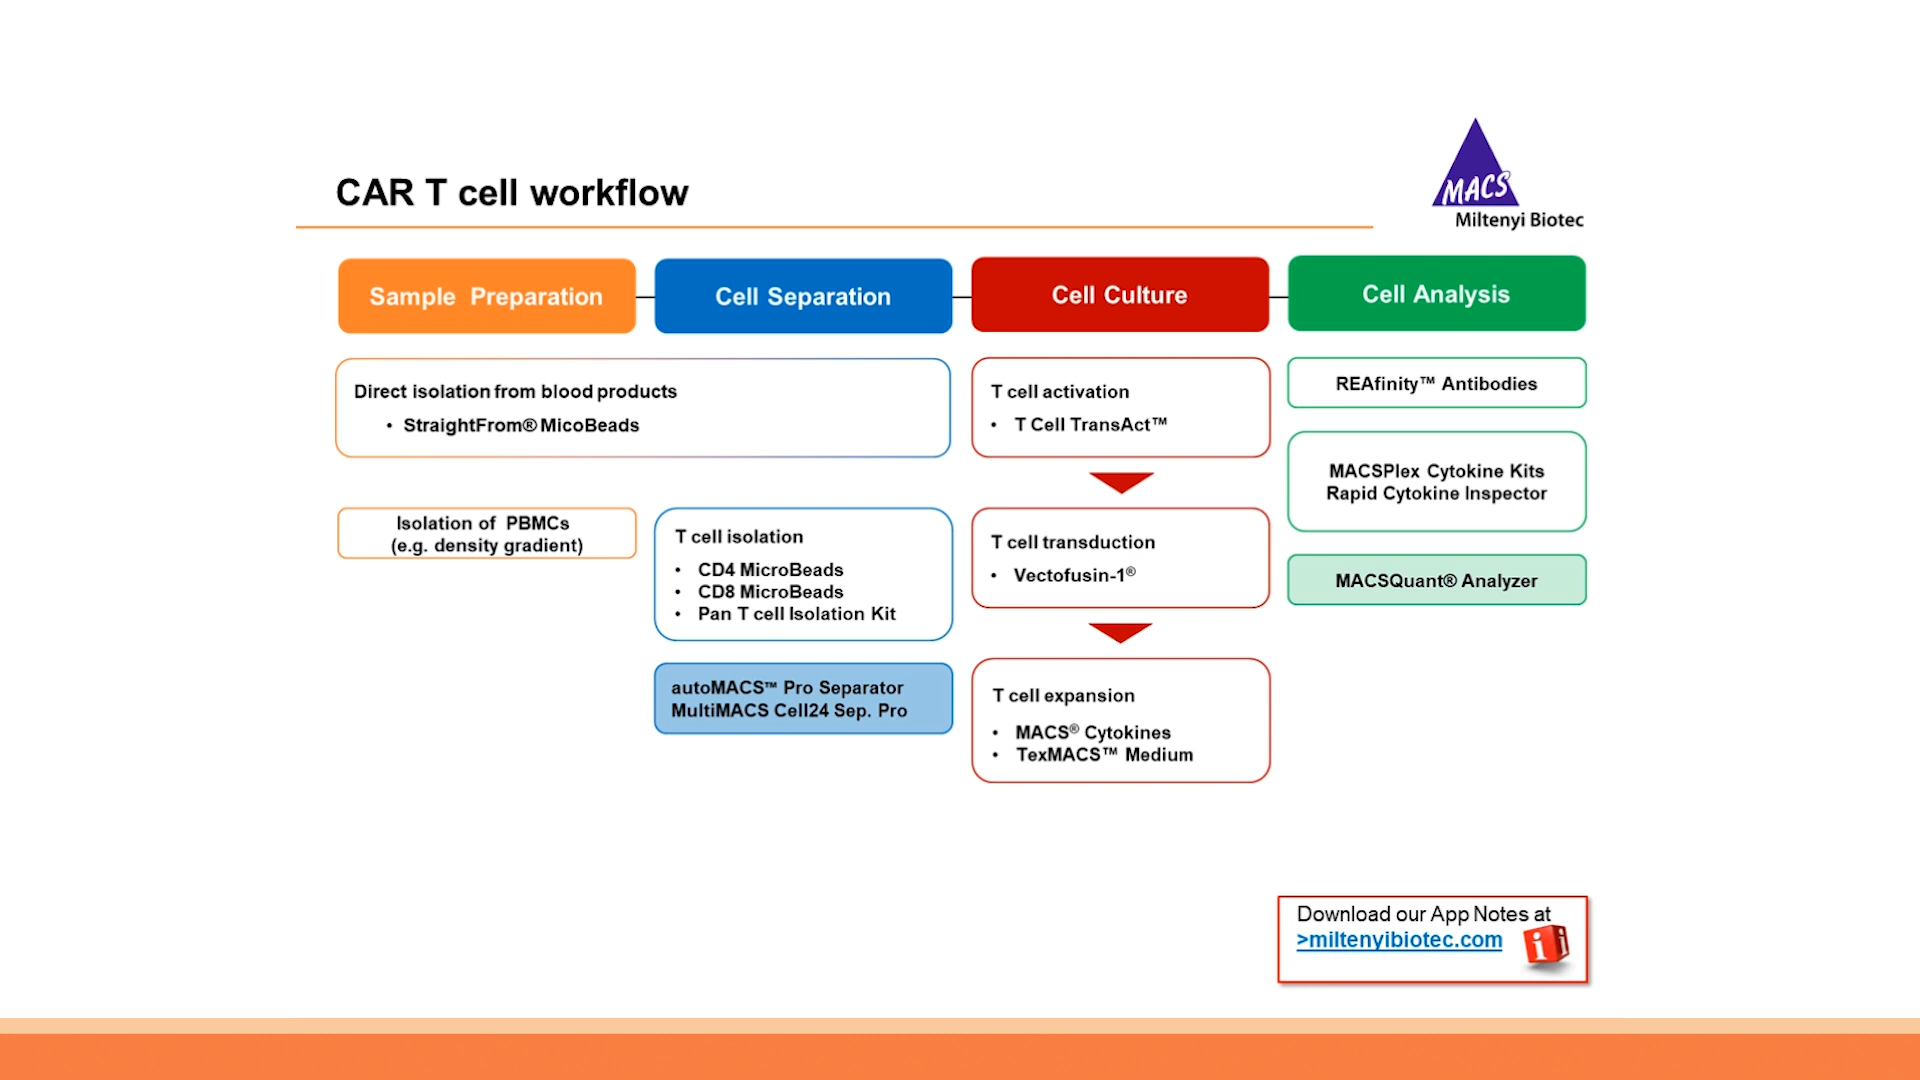 CAR T cell workflow
MACS
Miltenyi Biotec
Sample Preparation
Cell Separation
Cell Culture
Cell Analysis
Direct isolation from blood products
• StraightFrom® MicoBeads
Isolation of PBMCs
(e.g. density gradient)
T cell isolation
• CD4 MicroBeads
• CD8 MicroBeads
• Pan T cell Isolation Kit
autoMACS™ Pro Separator
MultiMACS Cell24 Sep. Pro
T cell activation
• T Cell TransAct™
T cell transduction
• Vectofusin-1®
T cell expansion
• MACS® Cytokines
• TexMACS™ Medium
REAfinity™ Antibodies
MACSPlex Cytokine Kits
Rapid Cytokine Inspector
MACSQuant® Analyzer
Download our App Notes at
>miltenyibiotec.com
i i